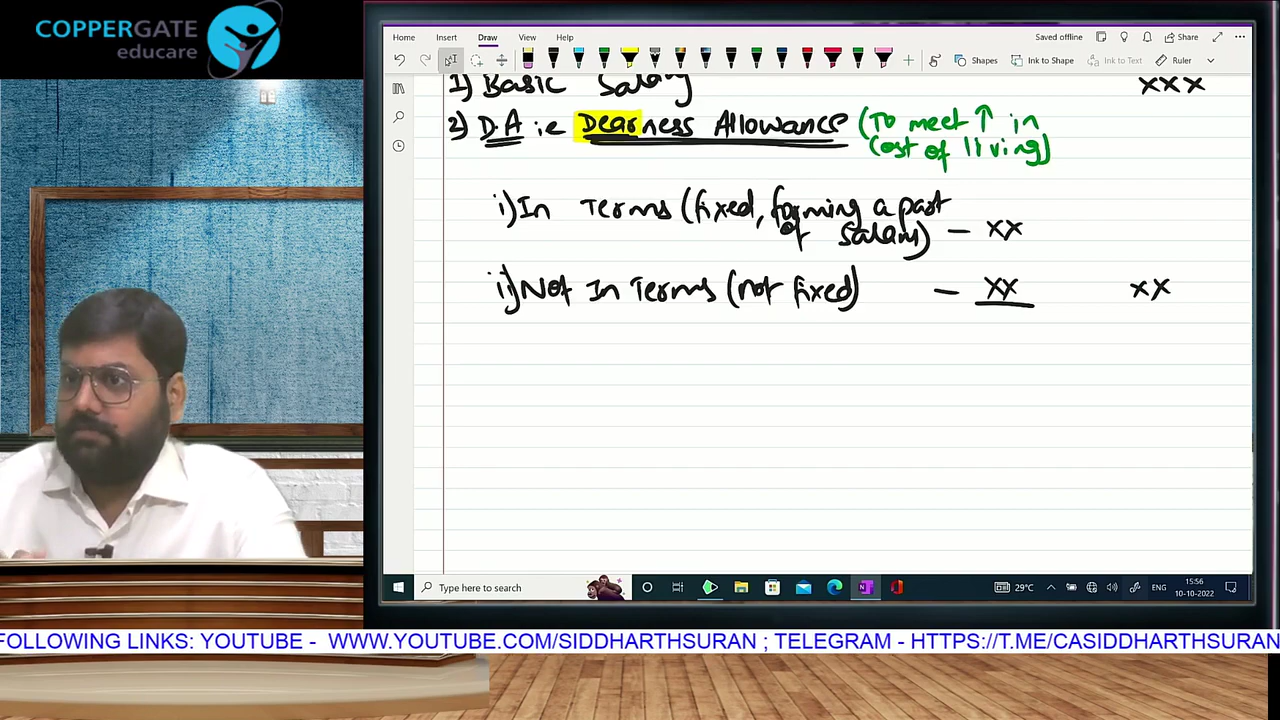 COPPERGATE
educare
Home Insert Draw View Help
Saved offline
Share
Shapes
Ink to Shape
Ink to Text
Ruler
1) Basic Salary xxx
2) D.A ie Dearness Allowance (To meet ↑ in
cost of living)
i) In Terms (fixed, forming a part
of Salary) – xx
ii) Not In Terms (not fixed) – xx xx
Type here to search
29°C
ENG
15:56
10-10-2022
FOLLOWING LINKS: YOUTUBE - WWW.YOUTUBE.COM/SIDDHARTHSURAN ; TELEGRAM - HTTPS://T.ME/CASIDDHARTHSURAN